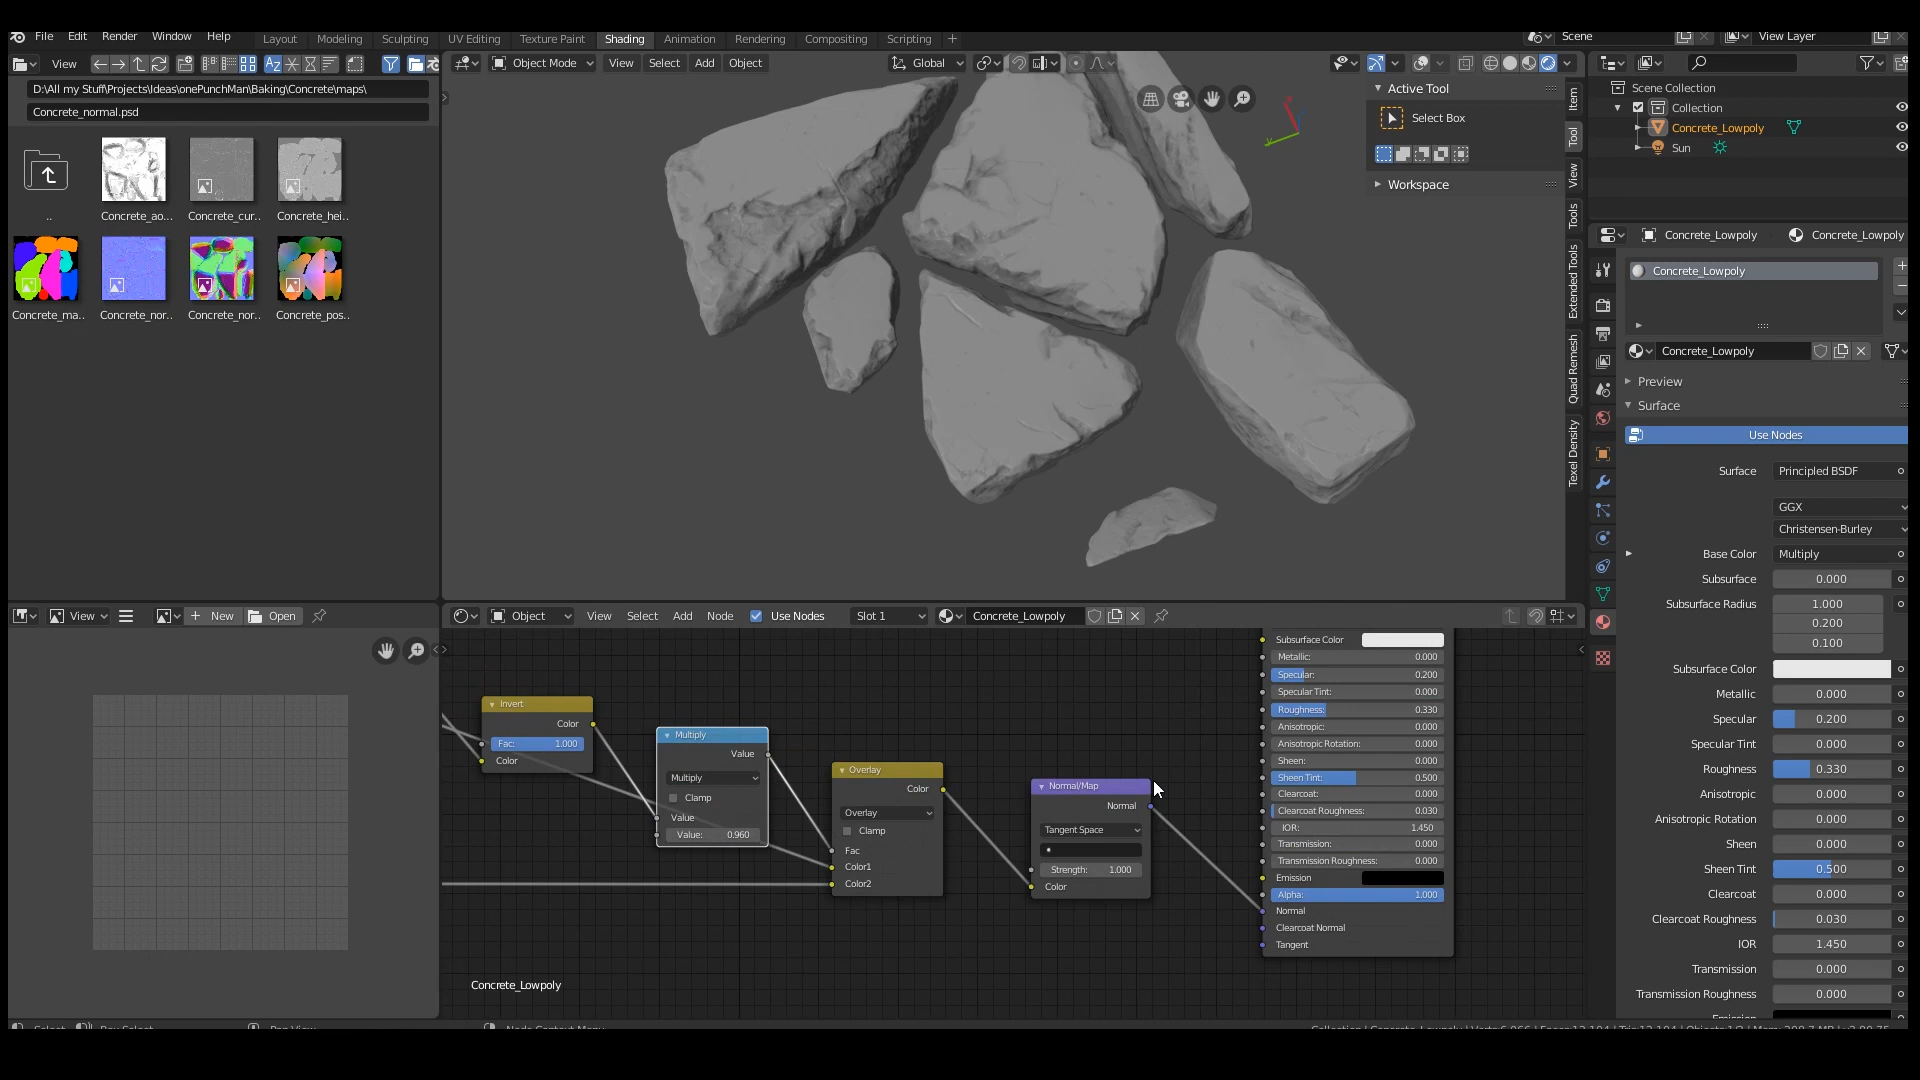 File Edit Render Window Help
Layout Modeling Sculpting UV Editing Texture Paint Shading Animation Rendering Compositing Scripting +
Scene View Layer
View
D:\All my Stuff\Projects\Ideas\onePunchMan\Baking\Concrete\maps\
Concrete_normal.psd
..
Concrete_ao...
Concrete_cur..
Concrete_hei..
Concrete_ma..
Concrete_nor..
Concrete_nor..
Concrete_pos..
Object Mode View Select Add Object Global
Active Tool
Select Box
Workspace
Item
Tool
View
Tools
Extended Tools
Quad Remesh
Texel Density
Scene Collection
Collection
Concrete_Lowpoly
Sun
Concrete_Lowpoly Concrete_Lowpoly
Concrete_Lowpoly
Concrete_Lowpoly
Preview
Surface
Use Nodes
Surface Principled BSDF
GGX
Christensen-Burley
Base Color Multiply
Subsurface 0.000
Subsurface Radius 1.000
0.200
0.100
Subsurface Color
Metallic 0.000
Specular 0.200
Specular Tint 0.000
Roughness 0.330
Anisotropic 0.000
Anisotropic Rotation 0.000
Sheen 0.000
Sheen Tint 0.500
Clearcoat 0.000
Clearcoat Roughness 0.030
IOR 1.450
Transmission 0.000
Transmission Roughness 0.000
View + New Open
Object View Select Add Node Use Nodes Slot 1 Concrete_Lowpoly
Invert
Color
Fac: 1.000
Color
Multiply
Value
Multiply
Clamp
Value
Value: 0.960
Overlay
Color
Overlay
Clamp
Fac
Color1
Color2
Normal/Map
Normal
Tangent Space
Strength: 1.000
Color
Subsurface Color
Metallic: 0.000
Specular: 0.200
Specular Tint: 0.000
Roughness: 0.330
Anisotropic: 0.000
Anisotropic Rotation: 0.000
Sheen: 0.000
Sheen Tint: 0.500
Clearcoat: 0.000
Clearcoat Roughness: 0.030
IOR: 1.450
Transmission: 0.000
Transmission Roughness: 0.000
Emission
Alpha: 1.000
Normal
Clearcoat Normal
Tangent
Concrete_Lowpoly